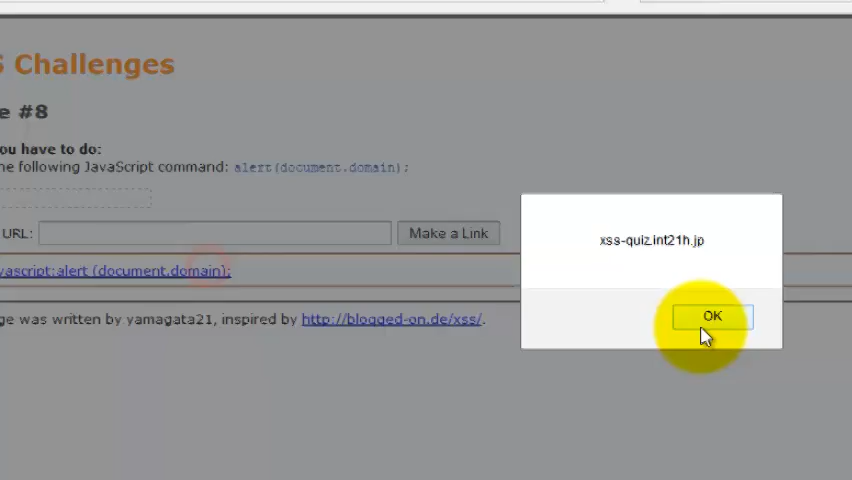 S Challenges
e #8
ou have to do:
he following JavaScript command: alert(document.domain);
URL:
Make a Link
vascript:alert (document.domain);
ge was written by yamagata21, inspired by http://blogged-on.de/xss/.
xss-quiz.int21h.jp
OK